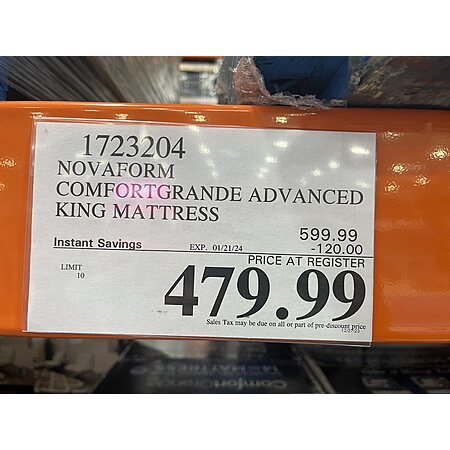 1723204
NOVAFORM
COMFORTGRANDE ADVANCED
KING MATTRESS
599.99
Instant Savings EXP. 01/21/24 -120.00
PRICE AT REGISTER
LIMIT
10
479.99
Sales Tax may be due on all or part of pre-discount price
ComfortGrande